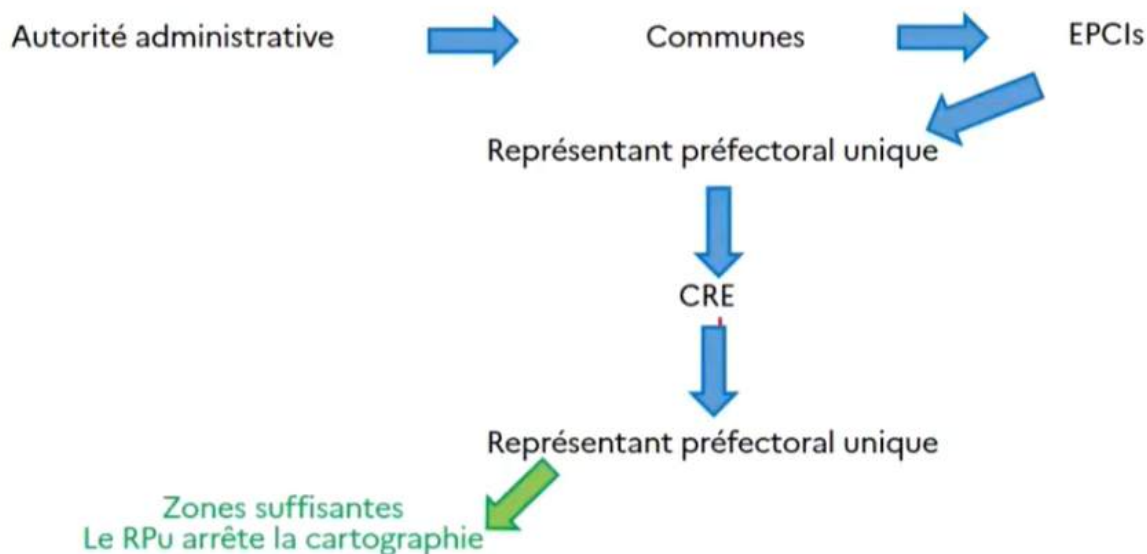 Autorité administrative
Communes
EPCIs
Représentant préfectoral unique
CRE
Représentant préfectoral unique
Zones suffisantes
Le RPu arrête la cartographie